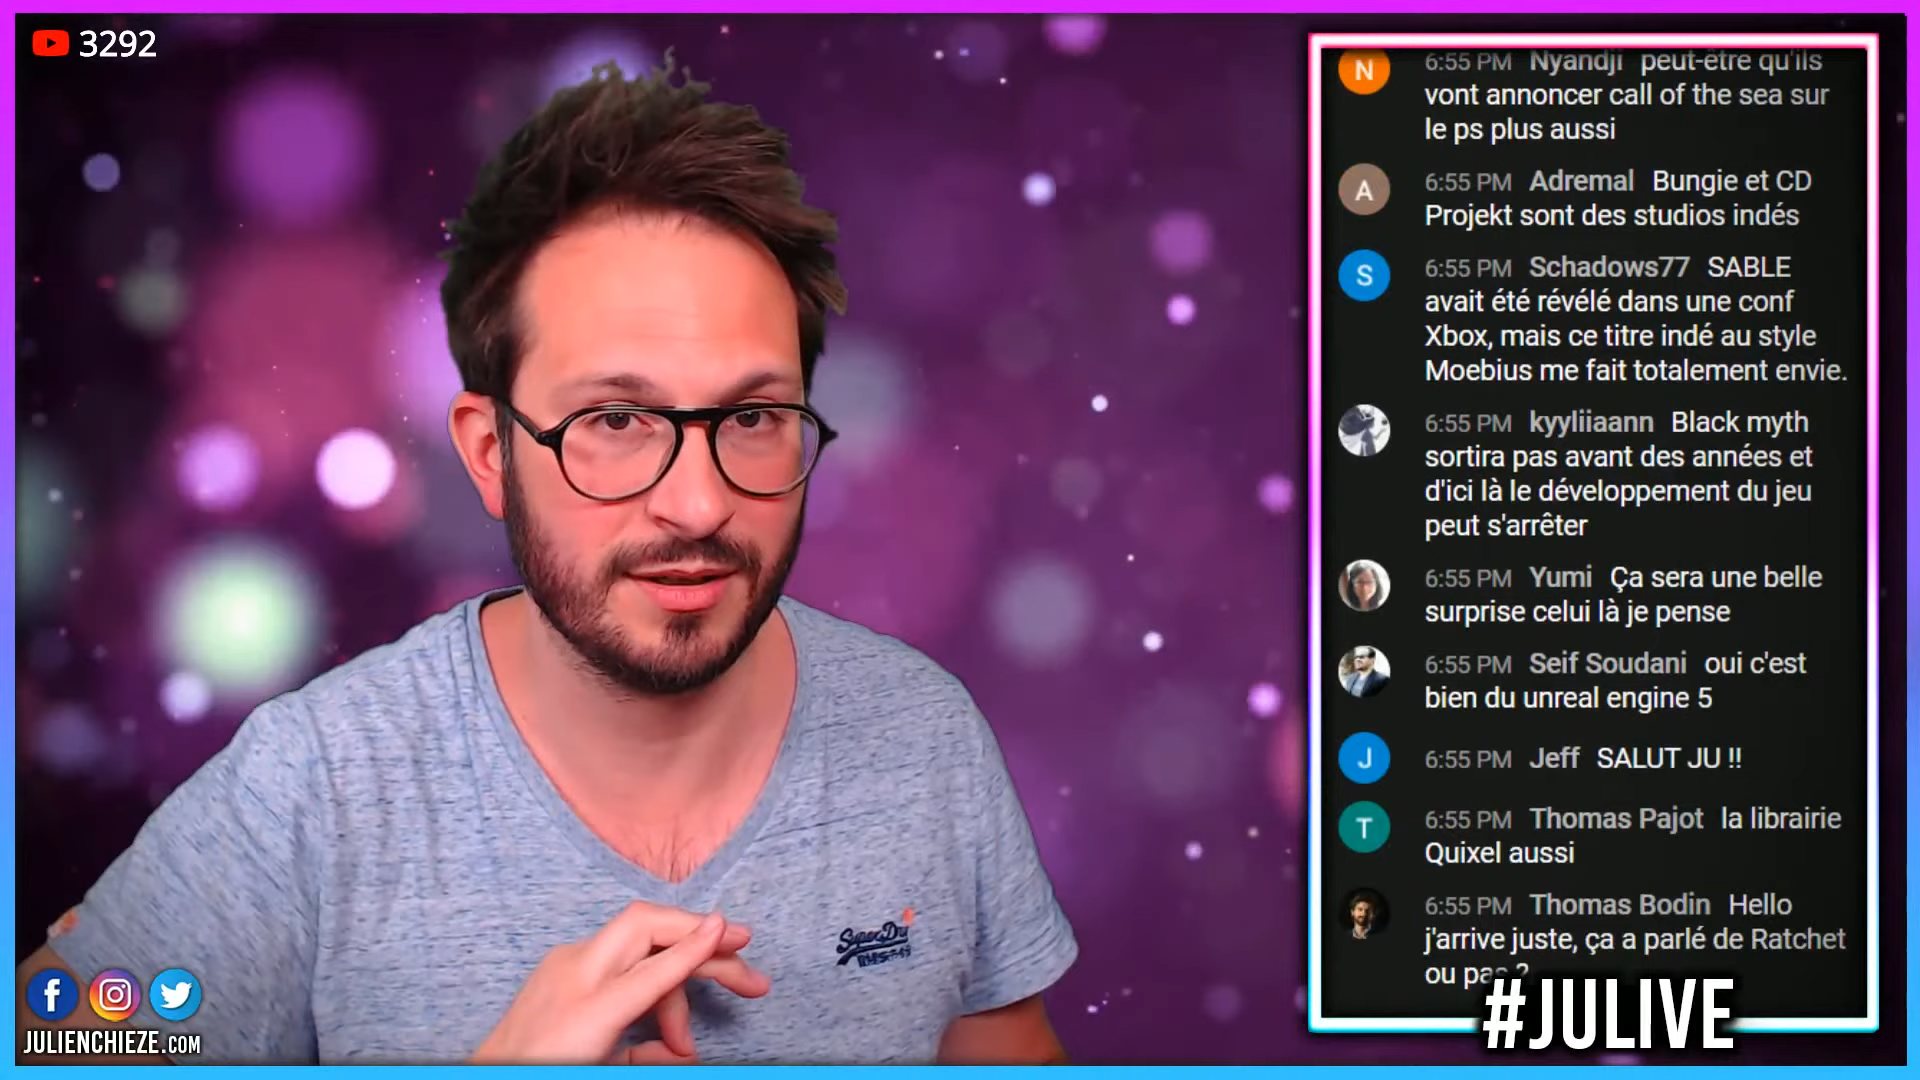 3292
N
6:55 PM Nyandji peut-être qu'ils
vont annoncer call of the sea sur
le ps plus aussi
A
6:55 PM Adremal Bungie et CD
Projekt sont des studios indés
S
6:55 PM Schadows77 SABLE
avait été révélé dans une conf
Xbox, mais ce titre indé au style
Moebius me fait totalement envie.
6:55 PM kyyliiaann Black myth
sortira pas avant des années et
d'ici là le développement du jeu
peut s'arrêter
6:55 PM Yumi Ça sera une belle
surprise celui là je pense
6:55 PM Seif Soudani oui c'est
bien du unreal engine 5
J
6:55 PM Jeff SALUT JU !!
T
6:55 PM Thomas Pajot la librairie
Quixel aussi
6:55 PM Thomas Bodin Hello
j'arrive juste, ça a parlé de Ratchet
ou pas ?
#JULIVE
SuperDry
JULIENCHIEZE.COM